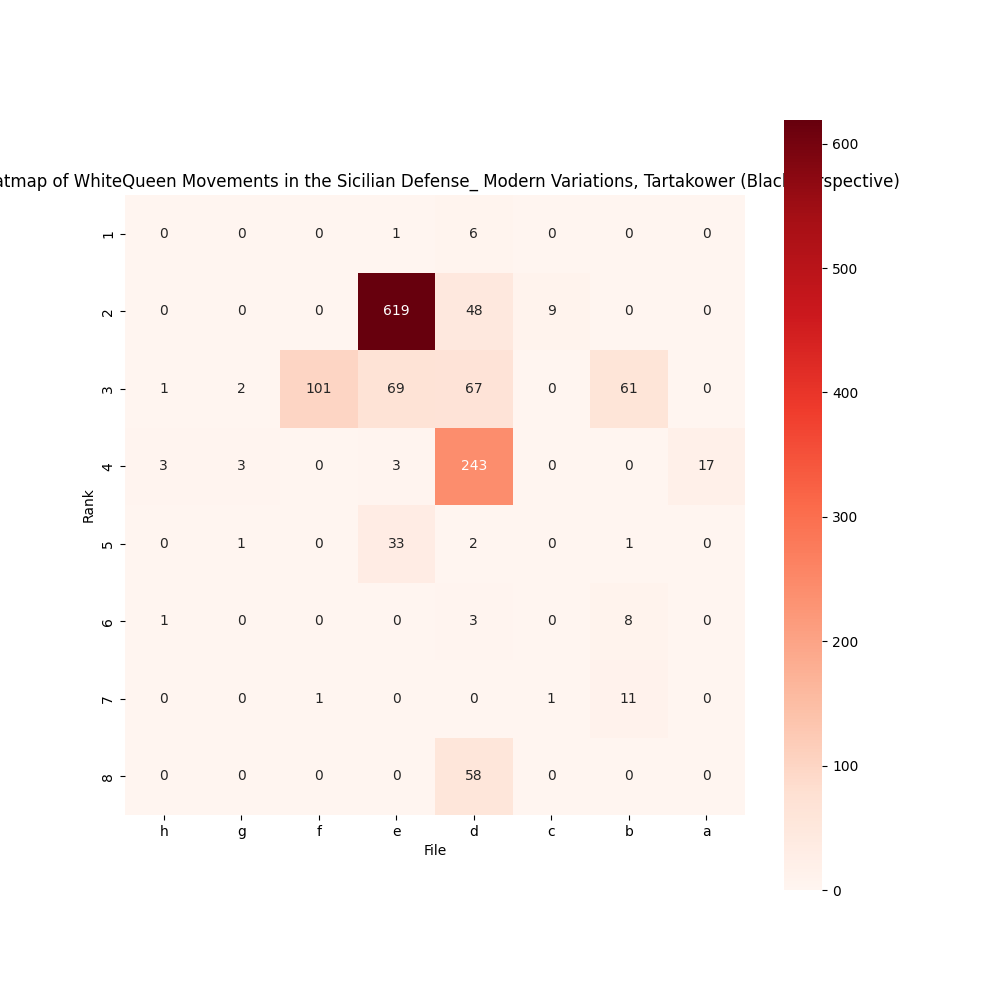 atmap of WhiteQueen Movements in the Sicilian Defense_ Modern Variations, Tartakower (Blac rspective)
1 0 0 0 1 6 0 0 0
2 0 0 0 619 48 9 0 0
3 1 2 101 69 67 0 61 0
4 3 3 0 3 243 0 0 17
5 0 1 0 33 2 0 1 0
6 1 0 0 0 3 0 8 0
7 0 0 1 0 0 1 11 0
8 0 0 0 0 58 0 0 0
h g f e d c b a
File
Rank
600
500
400
300
200
100
0